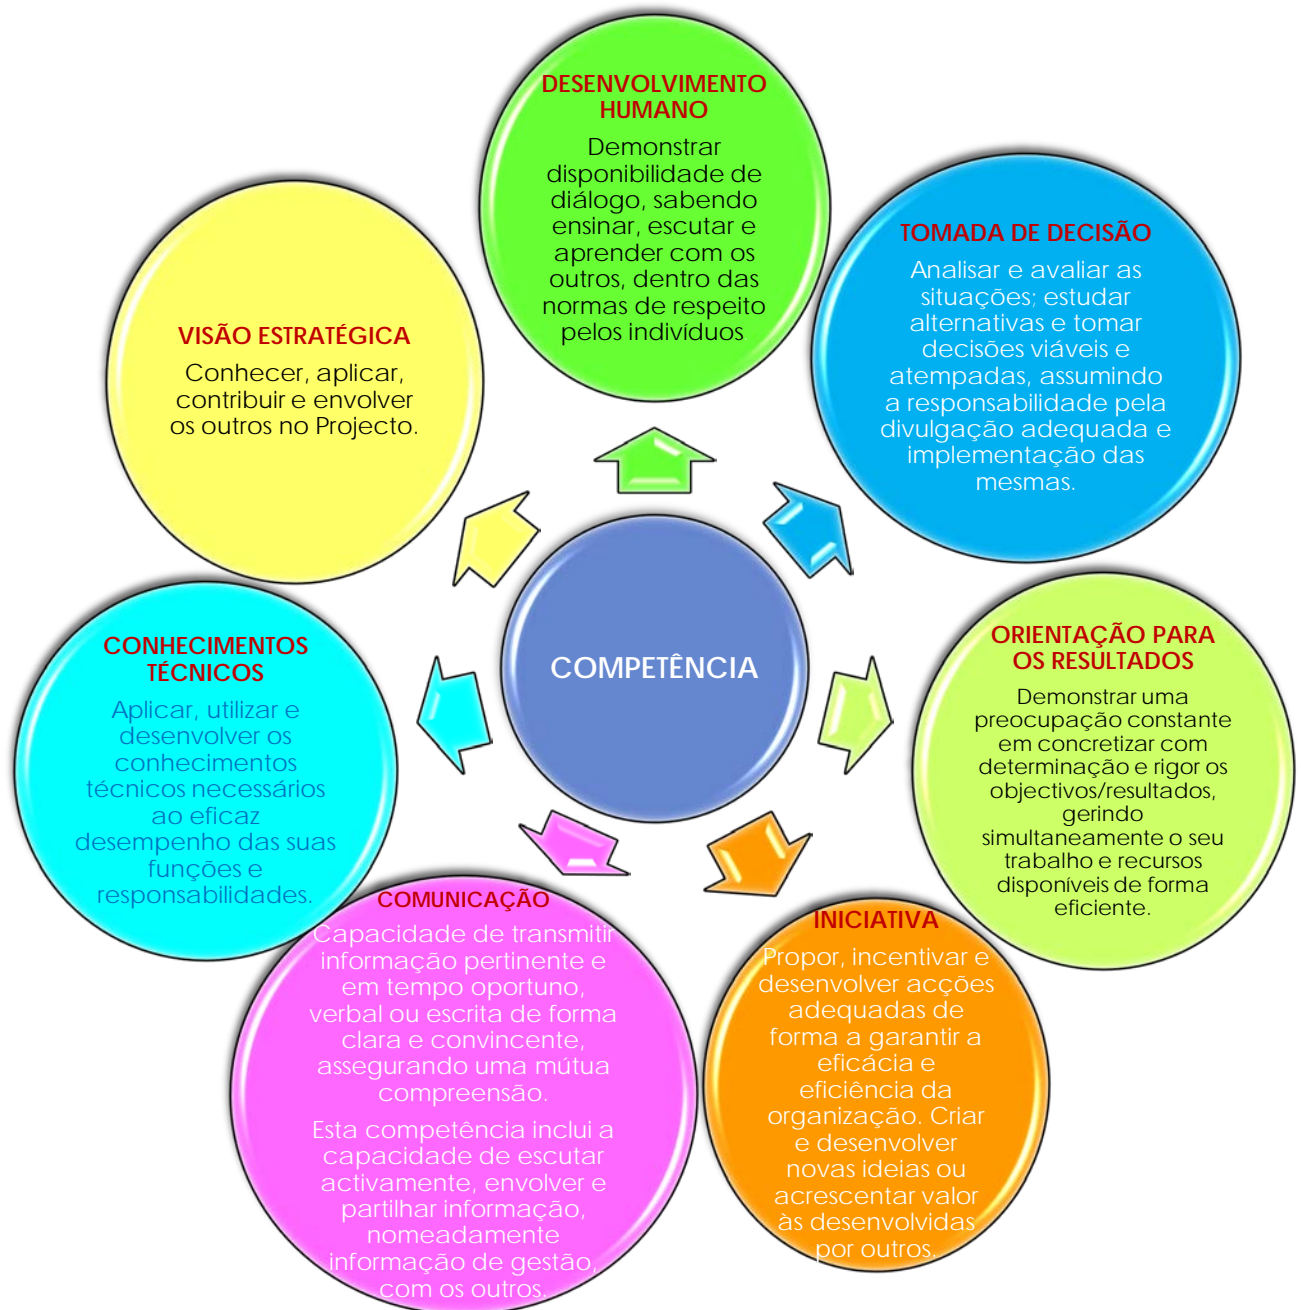 DESENVOLVIMENTO
HUMANO
Demonstrar
disponibilidade de
diálogo, sabendo
ensinar, escutar e
aprender com os
outros, dentro das
normas de respeito
pelos indivíduos
TOMADA DE DECISÃO
Analisar e avaliar as
situações; estudar
alternativas e tomar
decisões viáveis e
atempadas, assumindo
a responsabilidade pela
divulgação adequada e
implementação das
mesmas.
ORIENTAÇÃO PARA
OS RESULTADOS
Demonstrar uma
preocupação constante
em concretizar com
determinação e rigor os
objectivos/resultados,
gerindo
simultaneamente o seu
trabalho e recursos
disponíveis de forma
eficiente.
INICIATIVA
Propor, incentivar e
desenvolver acções
adequadas de
forma a garantir a
eficácia e
eficiência da
organização. Criar
e desenvolver
novas ideias ou
acrescentar valor
às desenvolvidas
por outros.
COMUNICAÇÃO
Capacidade de transmitir
informação pertinente e
em tempo oportuno,
verbal ou escrita de forma
clara e convincente,
assegurando uma mútua
compreensão.
Esta competência inclui a
capacidade de escutar
activamente, envolver e
partilhar informação,
nomeadamente
informação de gestão,
com os outros.
CONHECIMENTOS
TÉCNICOS
Aplicar, utilizar e
desenvolver os
conhecimentos
técnicos necessários
ao eficaz
desempenho das suas
funções e
responsabilidades.
VISÃO ESTRATÉGICA
Conhecer, aplicar,
contribuir e envolver
os outros no Projecto.
COMPETÊNCIA